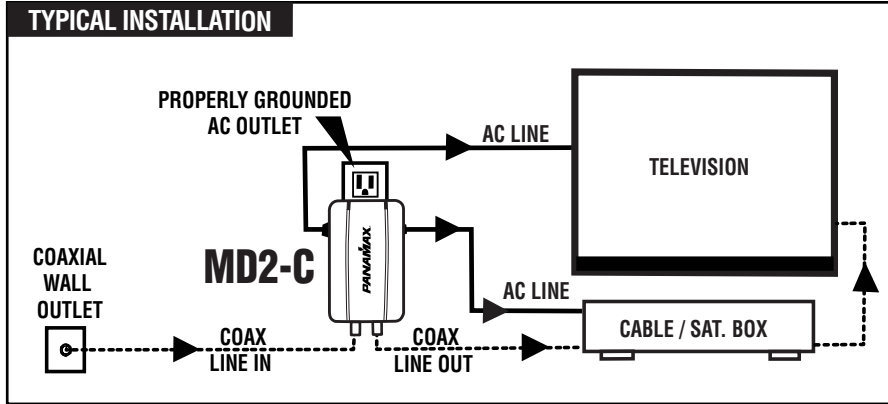 TYPICAL INSTALLATION
PROPERLY GROUNDED
AC OUTLET
AC LINE
TELEVISION
COAXIAL
WALL
OUTLET
MD2-C
PANAMAX
AC LINE
COAX
LINE IN
COAX
LINE OUT
CABLE / SAT. BOX